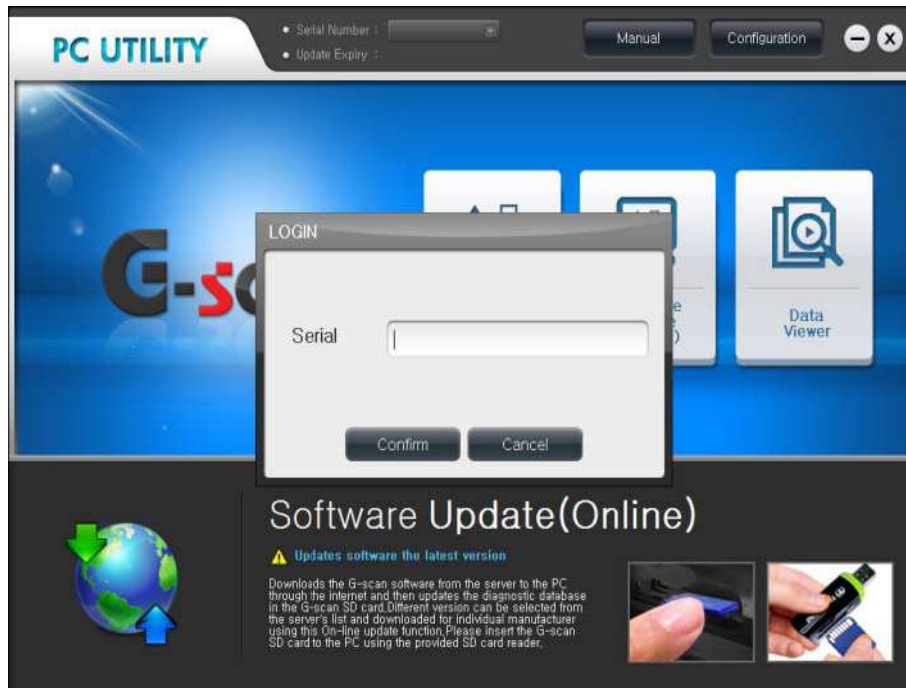 PC UTILITY
● Serial Number :
● Update Expiry :
Manual
Configuration
G-sc
LOGIN
Serial
Confirm
Cancel
Data
Viewer
Software Update(Online)
Updates software the latest version
Downloads the G-scan software from the server to the PC
through the internet and then updates the diagnostic database
in the G-scan SD card.Different version can be selected from
the server's list and downloaded for individual manufacturer
using this On-line update function.Please insert the G-scan
SD card to the PC using the provided SD card reader.